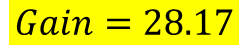 Gain = 28.17